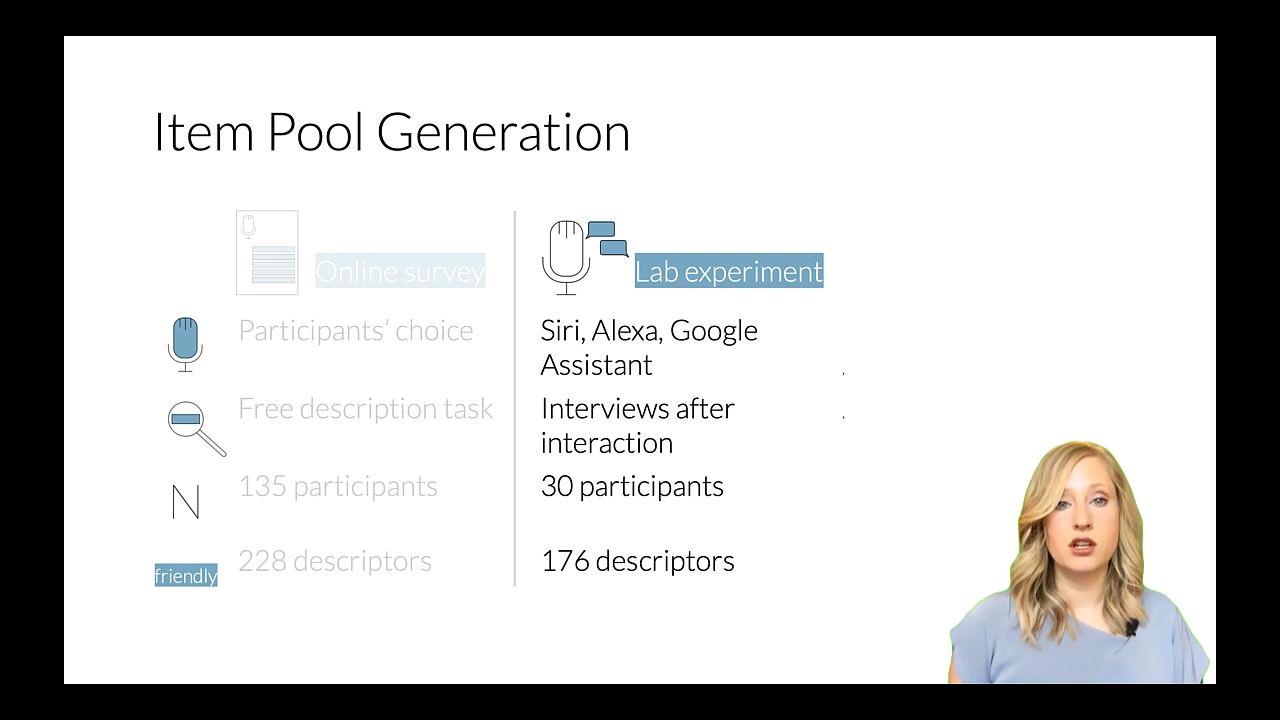 Item Pool Generation
Online survey
Lab experiment
Participants’ choice
Siri, Alexa, Google
Assistant
Free description task
Interviews after
interaction
N
135 participants
30 participants
friendly
228 descriptors
176 descriptors